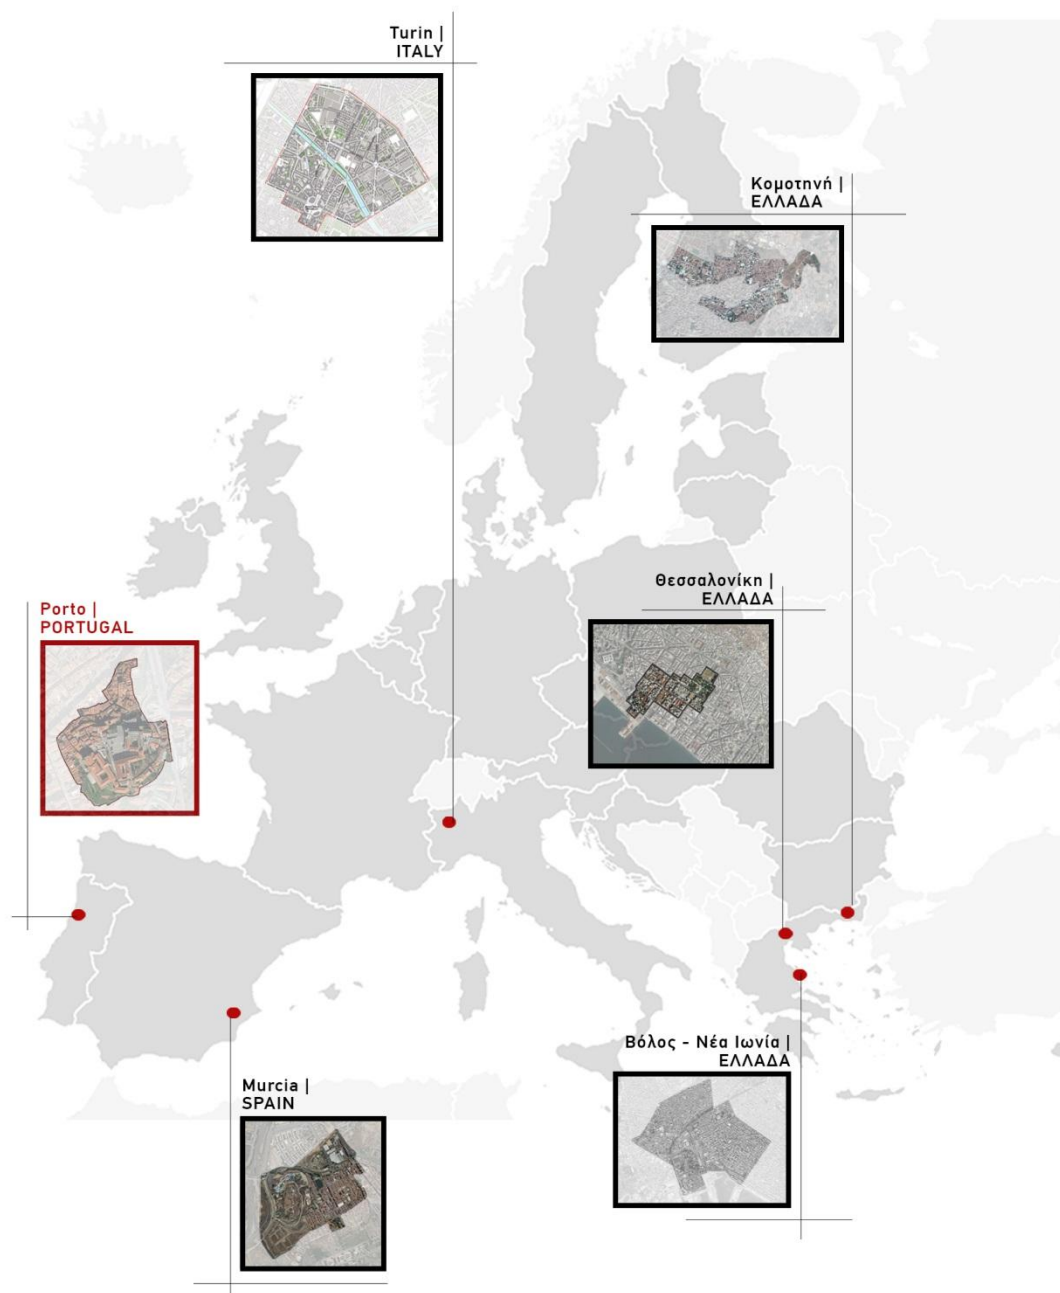 Turin |
ITALY
Κομοτηνή |
ΕΛΛΑΔΑ
Θεσσαλονίκη |
ΕΛΛΑΔΑ
Porto |
PORTUGAL
Βόλος - Νέα Ιωνία |
ΕΛΛΑΔΑ
Murcia |
SPAIN